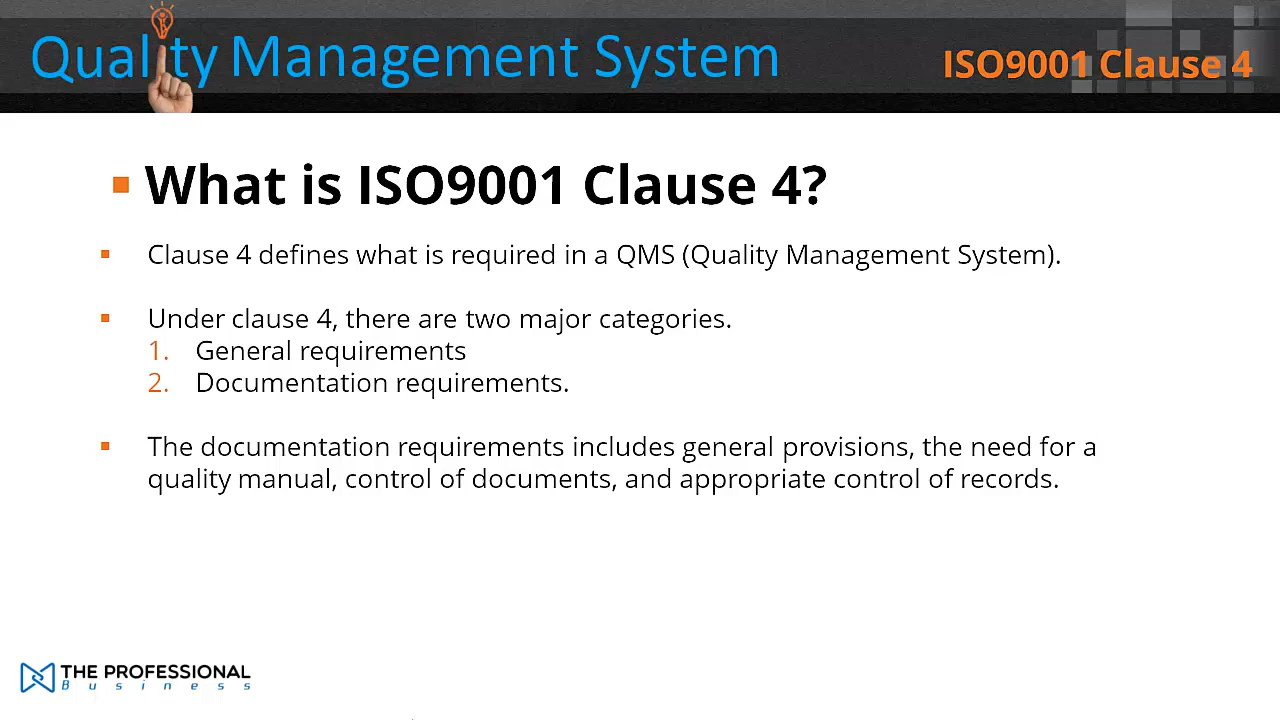 Quality Management System
ISO9001 Clause 4
What is ISO9001 Clause 4?
Clause 4 defines what is required in a QMS (Quality Management System).
Under clause 4, there are two major categories.
1. General requirements
2. Documentation requirements.
The documentation requirements includes general provisions, the need for a
quality manual, control of documents, and appropriate control of records.
THE PROFESSIONAL
Business